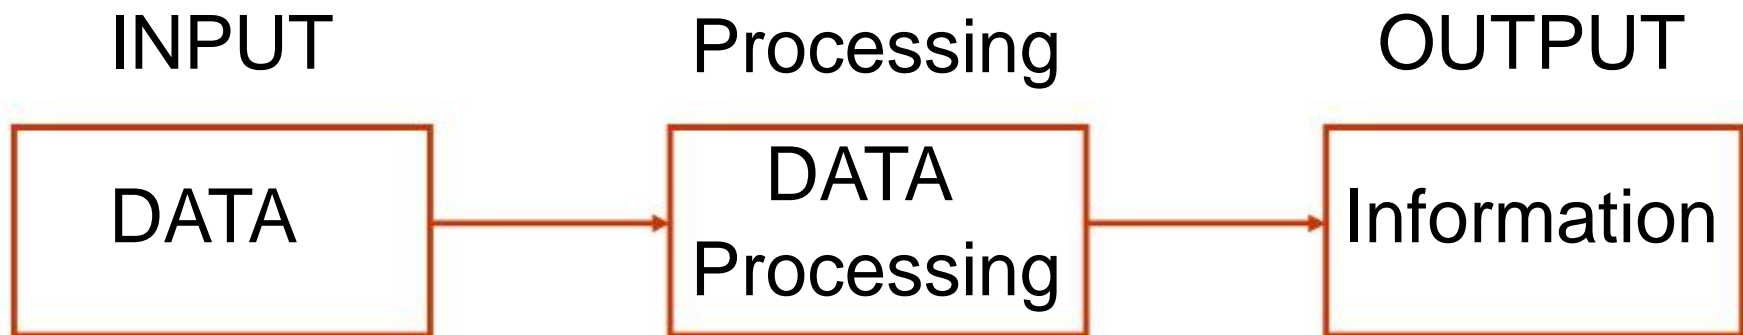 INPUT
Processing
OUTPUT
DATA
DATA
Processing
Information